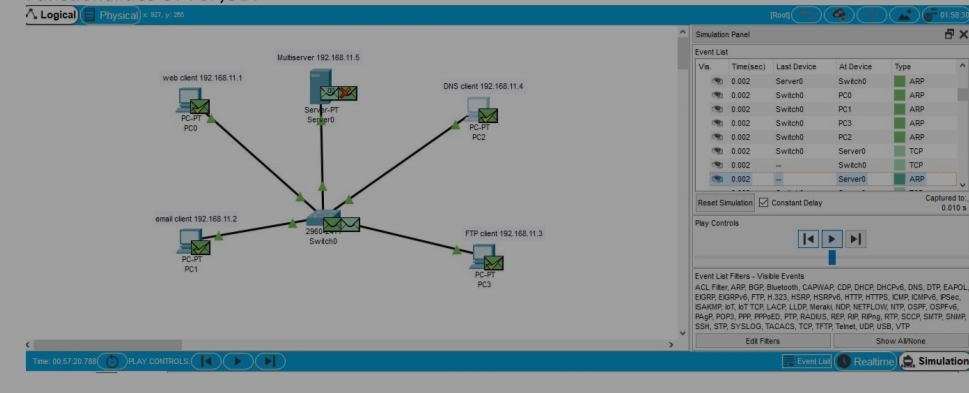 Logical Physical x: 927, y: 255 [Root] 01:58:30
Simulation Panel
Event List
Vis. Time(sec) Last Device At Device Type
0.002 Server0 Switch0 ARP
0.002 Switch0 PC0 ARP
0.002 Switch0 PC1 ARP
0.002 Switch0 PC3 ARP
0.002 Switch0 PC2 ARP
0.002 Switch0 Server0 TCP
0.002 -- Switch0 TCP
0.002 -- Server0 ARP
Reset Simulation Constant Delay Captured to:
0.010 s
Play Controls
Event List Filters - Visible Events
ACL Filter, ARP, BGP, Bluetooth, CAPWAP, CDP, DHCP, DHCPv6, DNS, DTP, EAPOL,
EIGRP, EIGRPv6, FTP, H.323, HSRP, HSRPv6, HTTP, HTTPS, ICMP, ICMPv6, IPSec,
ISAKMP, IoT, IoT TCP, LACP, LLDP, Meraki, NDP, NETFLOW, NTP, OSPF, OSPFv6,
PAgP, POP3, PPP, PPPoED, PTP, RADIUS, REP, RIP, RIPng, RTP, SCCP, SMTP, SNMP,
SSH, STP, SYSLOG, TACACS, TCP, TFTP, Telnet, UDP, USB, VTP
Edit Filters Show All/None
Multiserver 192.168.11.5
web client 192.168.11.1
DNS client 192.168.11.4
PC-PT
PC0
Server-PT
Server0
PC-PT
PC2
email client 192.168.11.2
Switch0
FTP client 192.168.11.3
PC-PT
PC1
PC-PT
PC3
Time: 00:57:20.788 PLAY CONTROLS: Event List Realtime Simulation